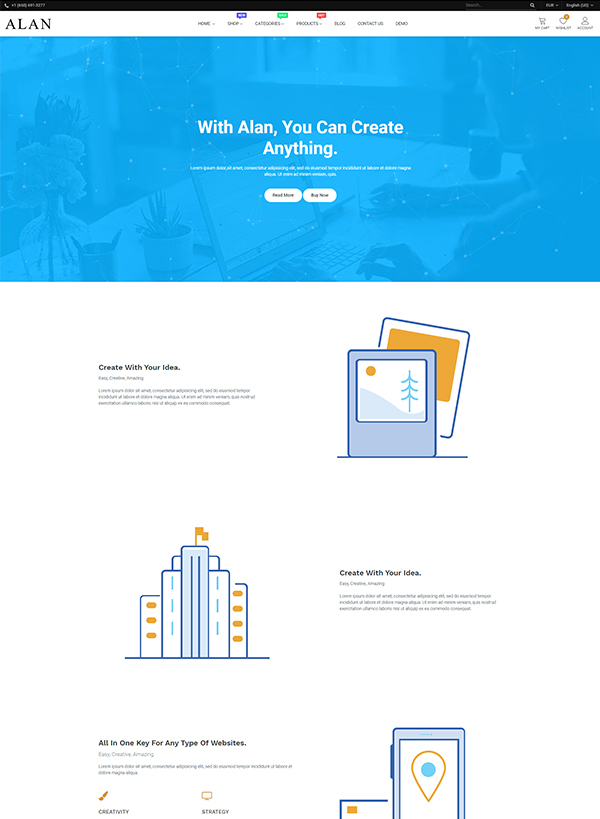 +1 (650) 691-3277
Search...
EUR
English (US)
ALAN
NEW
SALE
HOT
HOME
SHOP
CATEGORIES
PRODUCTS
BLOG
CONTACT US
DEMO
MY CART
WISHLIST
ACCOUNT
With Alan, You Can Create
Anything.
Lorem ipsum dolor sit amet, consectetur adipiscing elit, sed do eiusmod tempor incididunt ut labore et dolore magna
aliqua. Ut enim ad minim veniam, quis.
Read More
Buy Now
Create With Your Idea.
Easy, Creative, Amazing
Lorem ipsum dolor sit amet, consectetur adipiscing elit, sed do eiusmod tempor
incididunt ut labore et dolore magna aliqua. Ut enim ad minim veniam, quis nostrud
exercitation ullamco laboris nisi ut aliquip ex ea commodo consequat.
Create With Your Idea.
Easy, Creative, Amazing
Lorem ipsum dolor sit amet, consectetur adipiscing elit, sed do eiusmod tempor
incididunt ut labore et dolore magna aliqua. Ut enim ad minim veniam, quis nostrud
exercitation ullamco laboris nisi ut aliquip ex ea commodo consequat.
All In One Key For Any Type Of Websites.
Easy, Creative, Amazing
Lorem ipsum dolor sit amet, consectetur adipiscing elit, sed do eiusmod tempor incididunt ut labore et dolore
magna aliqua.
CREATIVITY
STRATEGY